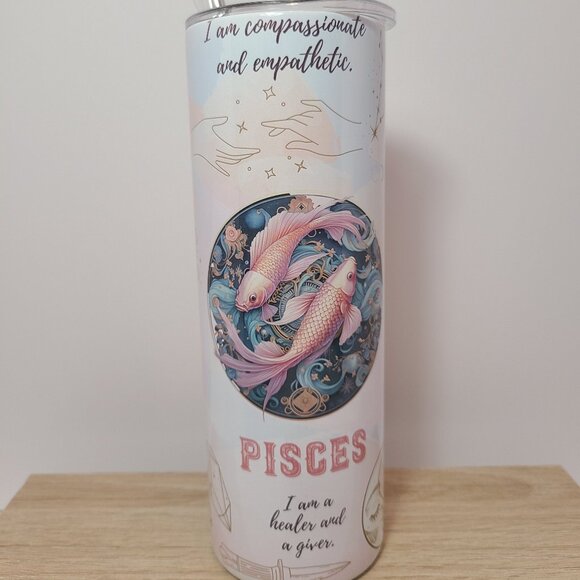 I am compassionate
and empathetic.
PISCES
I am a
healer and
a giver.